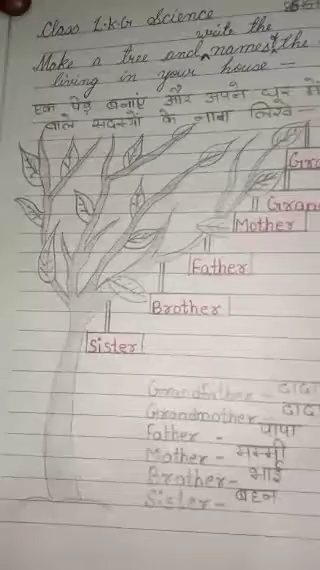 Class L.K.G Science
write the
Make a tree and names of the
living in your house -
एक पेड़ बनाएं और अपने घर में
वाले सदस्यों के नाम लिखे
Mother
Father
Brother
Sister
Grandfather - दादा
Grandmother - दादी
Father - पापा
Mother - मम्मी
Brother - भाई
Sister - बहन